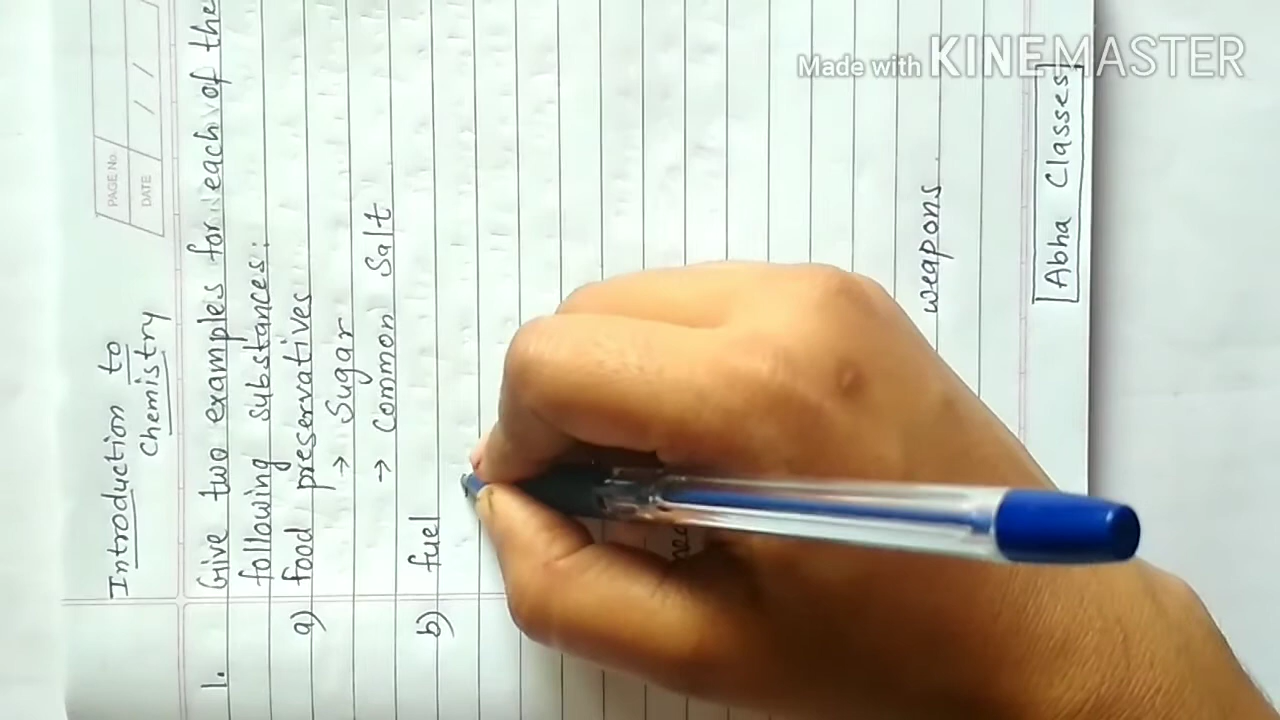 PAGE No.
DATE / /
Introduction to
Chemistry
1. Give two examples for each of the
following substances:
a) food preservatives
→ Sugar
→ Common Salt
b) fuel
weapons
Abha Classes
Made with KINEMASTER